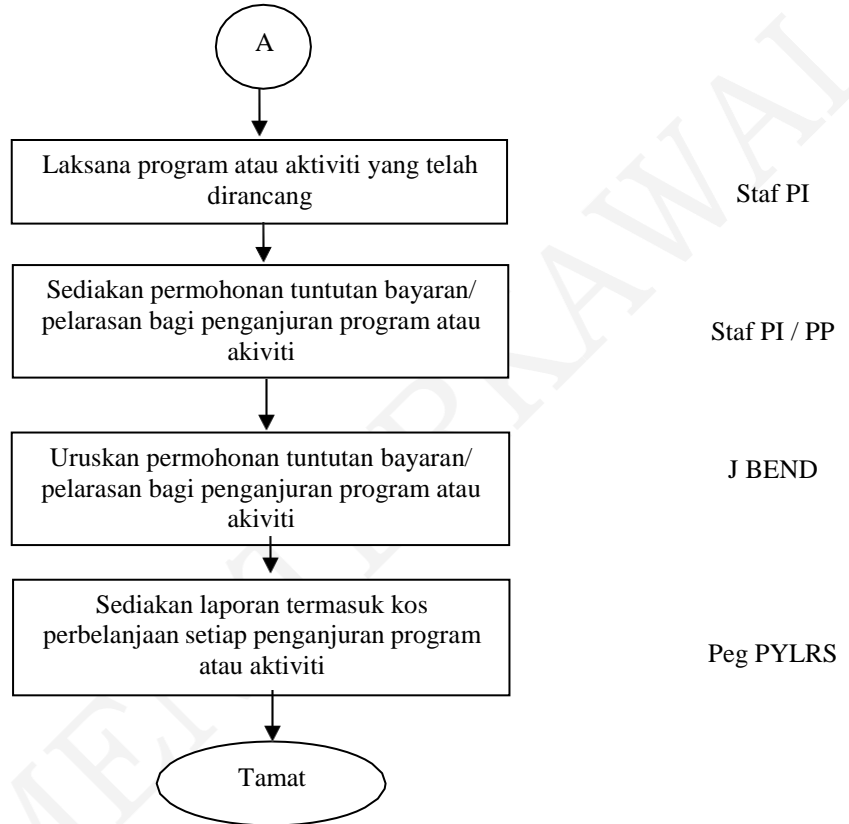 A
Laksana program atau aktiviti yang telah
dirancang
Staf PI
Sediakan permohonan tuntutan bayaran/
pelarasan bagi penganjuran program atau
akiviti
Staf PI / PP
Uruskan permohonan tuntutan bayaran/
pelarasan bagi penganjuran program atau
akiviti
J BEND
Sediakan laporan termasuk kos
perbelanjaan setiap penganjuran program
atau aktiviti
Peg PYLRS
Tamat